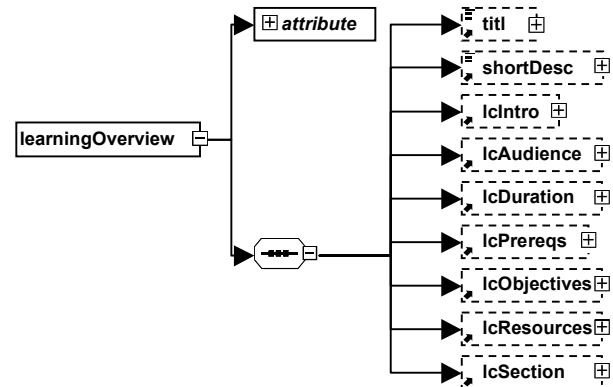 attribute
titl
shortDesc
lcIntro
learningOverview
lcAudience
lcDuration
lcPrereqs
lcObjectives
lcResources
lcSection